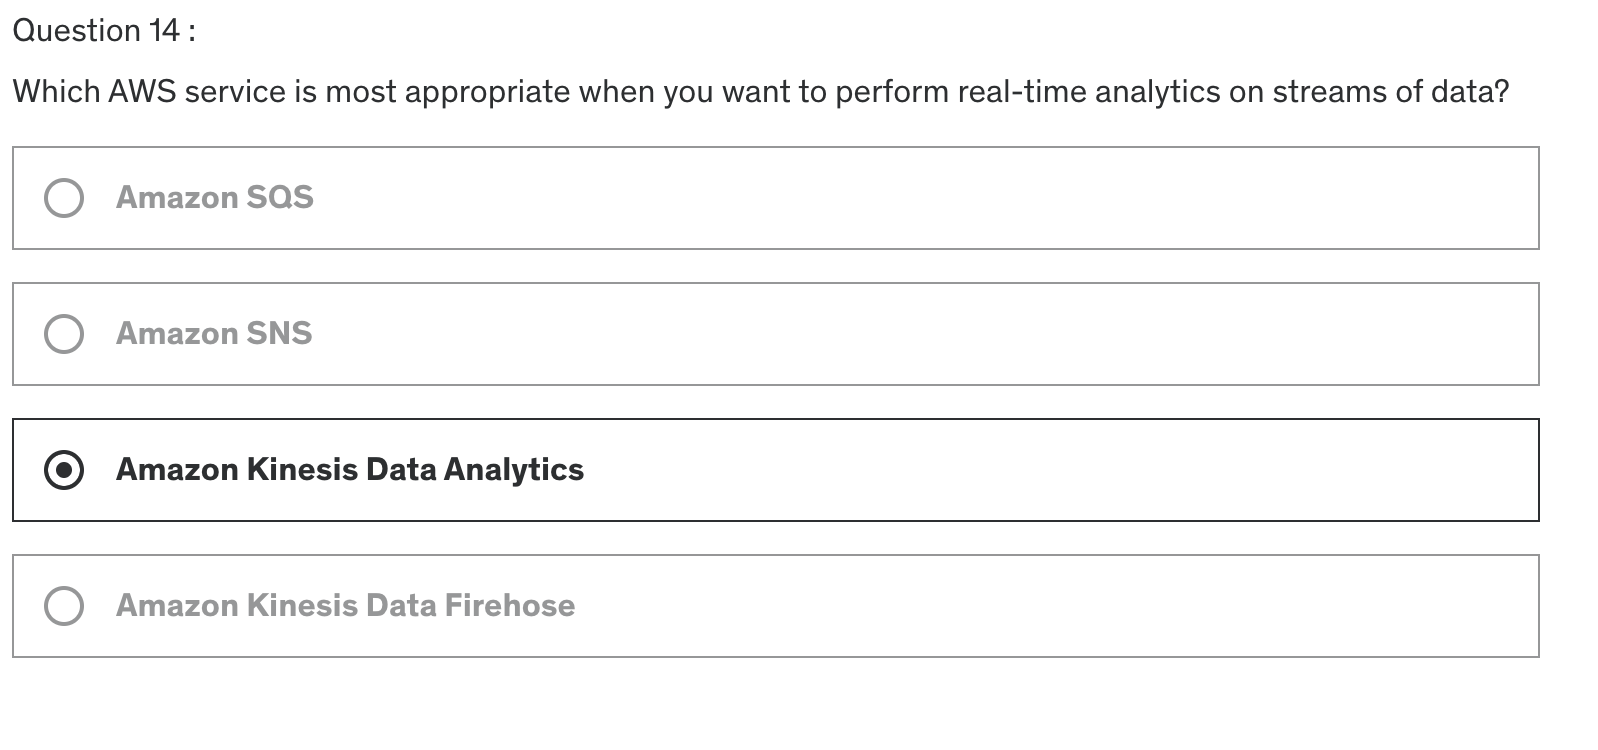 Question 14 :
Which AWS service is most appropriate when you want to perform real-time analytics on streams of data?
Amazon SQS
Amazon SNS
Amazon Kinesis Data Analytics
Amazon Kinesis Data Firehose